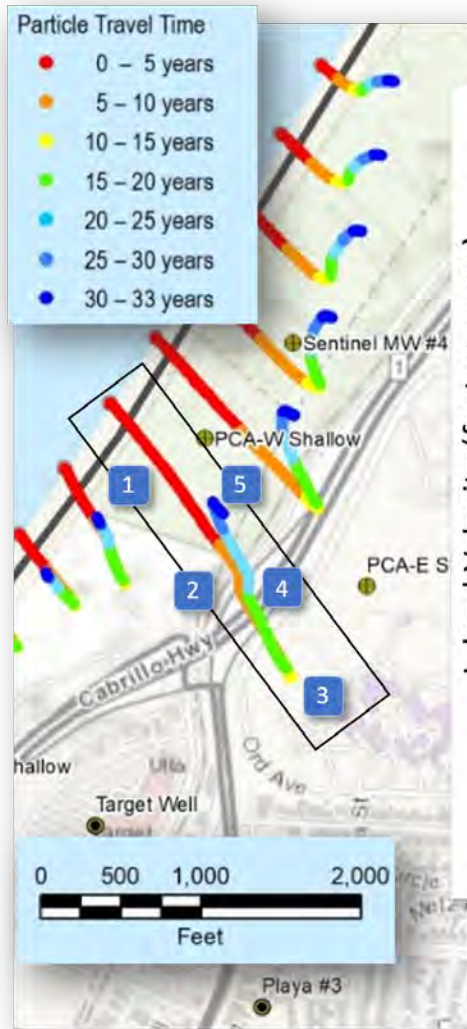 Particle Travel Time
0 – 5 years
5 – 10 years
10 – 15 years
15 – 20 years
20 – 25 years
25 – 30 years
30 – 33 years
Sentinel MW #4
1
PCA-W Shallow
1
5
PCA-E S
2
4
Cabrillo Hwy
3
hallow
Ord Ave
Target Well
0 500 1,000 2,000
Feet
Playa #3